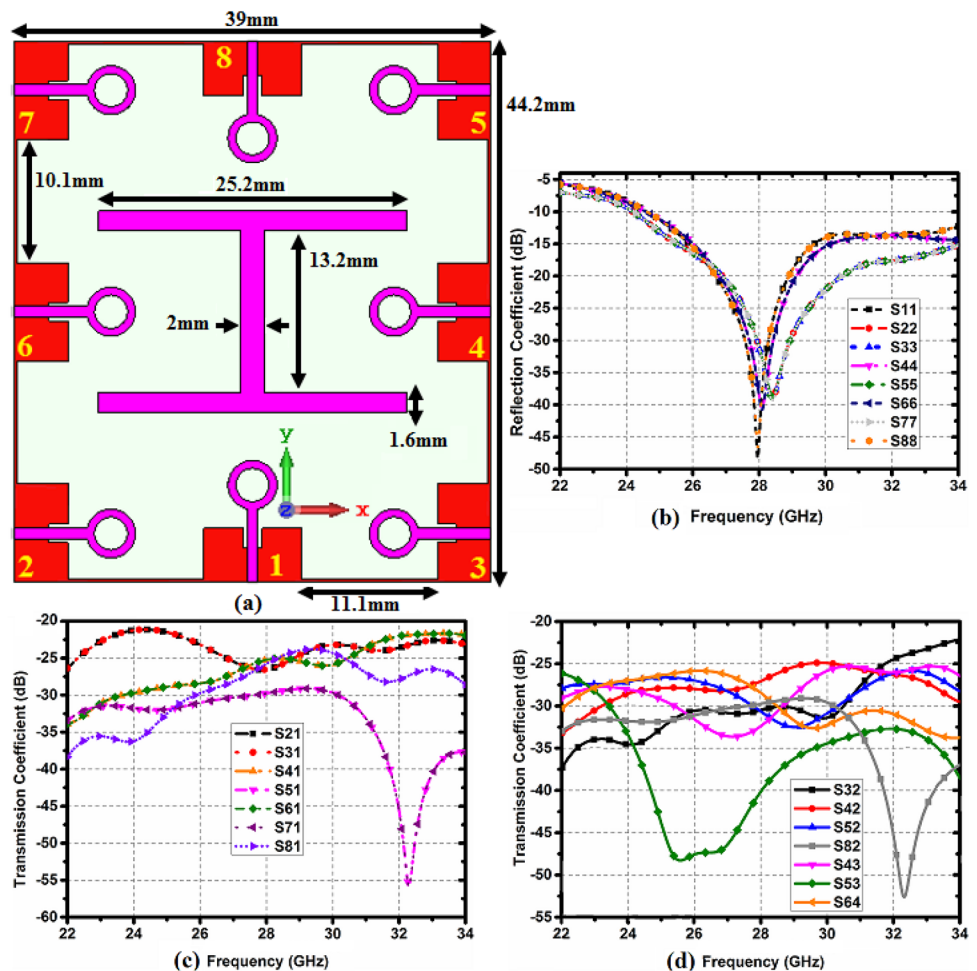 39mm
8
7
5
44.2mm
10.1mm
25.2mm
13.2mm
2mm
6
4
1.6mm
y
z
x
2
1
3
(a)
11.1mm
-5
-10
-15
-20
-25
-30
-35
-40
-45
-50
Reflection Coefficient (dB)
S11
S22
S33
S44
S55
S66
S77
S88
22 24 26 28 30 32 34
(b) Frequency (GHz)
-20
-25
-30
-35
-40
-45
-50
-55
-60
Transmission Coefficient (dB)
S21
S31
S41
S51
S61
S71
S81
22 24 26 28 30 32 34
(c) Frequency (GHz)
-20
-25
-30
-35
-40
-45
-50
-55
Transmission Coefficient (dB)
S32
S42
S52
S82
S43
S53
S64
22 24 26 28 30 32 34
(d) Frequency (GHz)